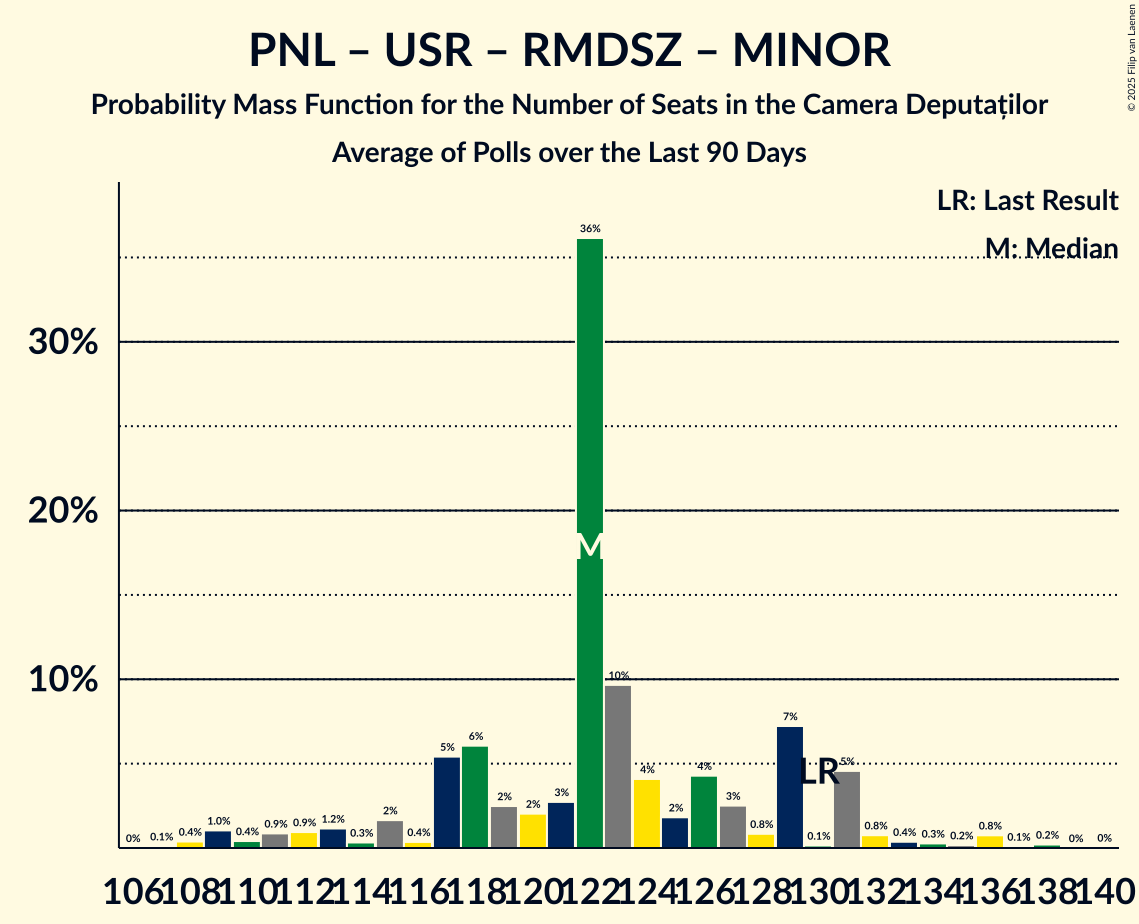 PNL – USR – RMDSZ – MINOR
Probability Mass Function for the Number of Seats in the Camera Deputaților
Average of Polls over the Last 90 Days
© 2025 Filip van Laenen
LR: Last Result
M: Median
30%
20%
10%
0% 0.1% 0.4% 1.0% 0.4% 0.9% 0.9% 1.2% 0.3% 2% 0.4% 5% 6% 2% 2% 3% 36% 10% 4% 2% 4% 3% 0.8% 7% 0.1% 5% 0.8% 0.4% 0.3% 0.2% 0.8% 0.1% 0.2% 0% 0%
M
LR
106 108 110 112 114 116 118 120 122 124 126 128 130 132 134 136 138 140